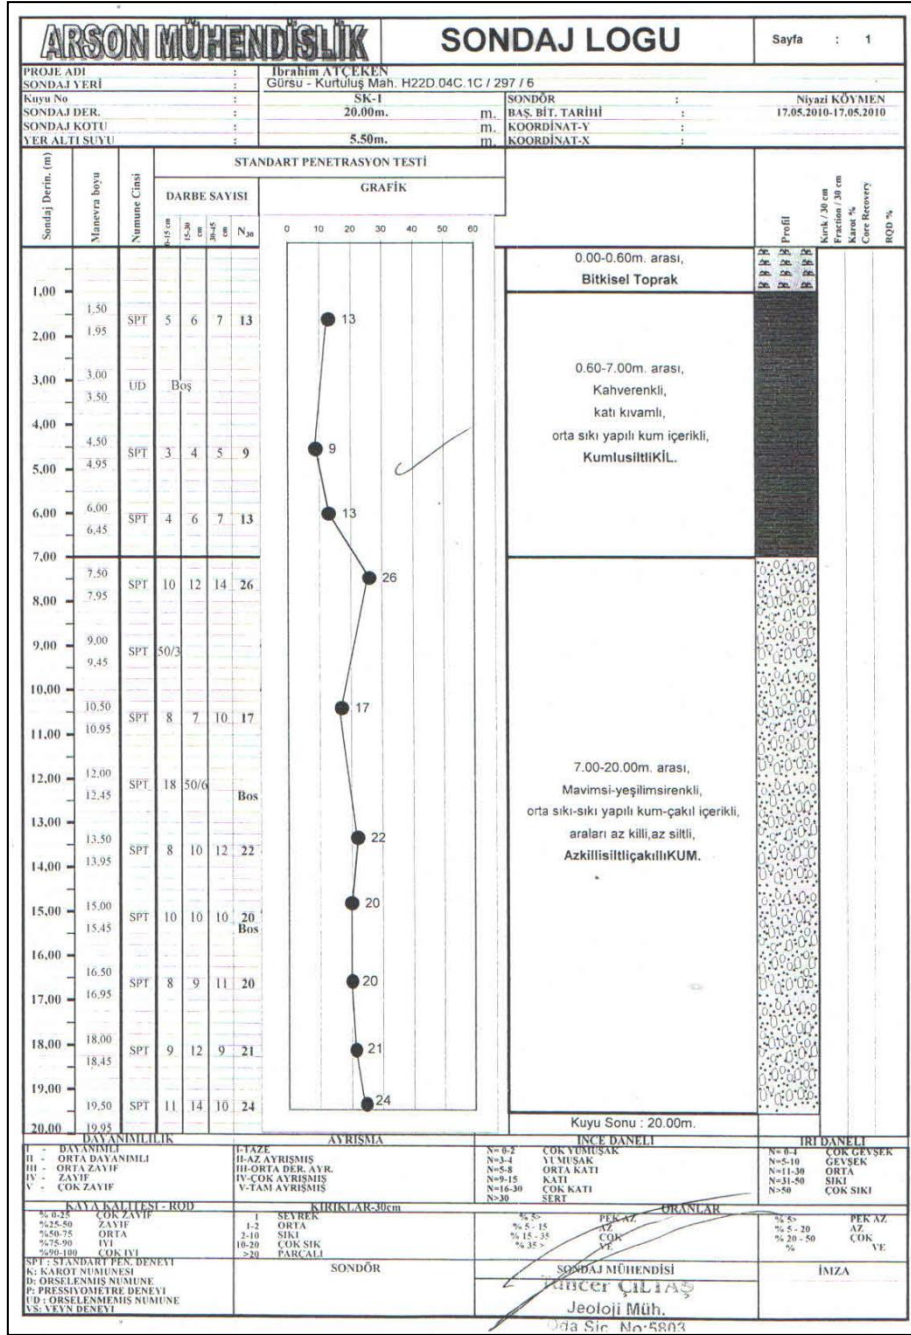 ARSON MÜHENDİSLİK SONDAJ LOGU Sayfa : 1
PROJE ADI : İbrahim ATÇEKEN
SONDAJ YERİ : Gürsu - Kurtuluş Mah. H22D.04C.1C / 297 / 6
Kuyu No : SK-1 SONDÖR : Niyazi KÖYMEN
SONDAJ DER. : 20.00m. m. BAŞ. BİT. TARİHİ : 17.05.2010-17.05.2010
SONDAJ KOTU : m. KOORDİNAT-Y :
YER ALTI SUYU : 5.50m. m. KOORDİNAT-X :
Sondaj Derin. (m)
Manevra boyu
Numune Cinsi
STANDART PENETRASYON TESTİ
DARBE SAYISI
GRAFİK
0-15 cm
15-30 cm
30-45 cm
N30
0 10 20 30 40 50 60
Profil
Kırık / 30 cm
Fraction / 30 cm
Karot %
Core Recovery
RQD %
0.00-0.60m. arası,
Bitkisel Toprak
1,00
1,50
1.95 SPT 5 6 7 13 13
2,00
3,00 3,00
3.50 UD Boş
0.60-7.00m. arası,
Kahverenkli,
katı kıvamlı,
orta sıkı yapılı kum içerikli,
KumlusiltliKİL.
4,00
4,50
4,95 SPT 3 4 5 9 9
5,00
6,00 6,00
6,45 SPT 4 6 7 13 13
7,00
7,50
7,95 SPT 10 12 14 26 26
8,00
9,00 9,00
9,45 SPT 50/3
10,00
10,50
10,95 SPT 8 7 10 17 17
11,00
12,00 12,00
12,45 SPT 18 50/6 Bos
7.00-20.00m. arası,
Mavimsi-yeşilimsirenkli,
orta sıkı-sıkı yapılı kum-çakıl içerikli,
araları az killi,az siltli,
AzkillisiltliçakıllıKUM.
13,00
13,50
13,95 SPT 8 10 12 22 22
14,00
15,00 15,00
15.45 SPT 10 10 10 20 20
Bos
16,00
16.50
16,95 SPT 8 9 11 20 20
17,00
18,00 18,00
18,45 SPT 9 12 9 21 21
19,00
19,50 SPT 11 14 10 24 24
20.00 19,95
Kuyu Sonu : 20.00m.
DAYANIMLILIK
I - DAYANIMLI
II - ORTA DAYANIMLI
III - ORTA ZAYIF
IV - ZAYIF
V - ÇOK ZAYIF
AYRIŞMA
I-TAZE
II-AZ AYRIŞMIŞ
III-ORTA DER. AYR.
IV-ÇOK AYRIŞMIŞ
V-TAM AYRIŞMIŞ
İNCE DANELİ
N= 0-2 ÇOK YUMUŞAK
N=3-4 YUMUŞAK
N=5-8 ORTA KATI
N=9-15 KATI
N=16-30 ÇOK KATI
N>30 SERT
İRİ DANELİ
N= 0-4 ÇOK GEVŞEK
N=5-10 GEVŞEK
N=11-30 ORTA
N=31-50 SIKI
N>50 ÇOK SIKI
KAYA KALİTESİ - ROD
% 0-25 ÇOK ZAYIF
%25-50 ZAYIF
%50-75 ORTA
%75-90 İYİ
%90-100 ÇOK İYİ
KIRIKLAR-30cm
1 SEYREK
1-2 ORTA
2-10 SIKI
10-20 ÇOK SIK
>20 PARÇALI
ORANLAR
% 5> PEK AZ
% 5 - 15 AZ
% 15 - 35 ÇOK
% 35 > VE
% 5> PEK AZ
% 5 - 20 AZ
% 20 - 50 ÇOK
% VE
SPT : STANDART PEN. DENEYİ
K: KAROT NUMUNESİ
D: ÖRSELENMİŞ NUMUNE
P: PRESSİYOMETRE DENEYİ
UD : ÖRSELENMEMİŞ NUMUNE
VS: VEYN DENEYİ
SONDÖR
SONDAJ MÜHENDİSİ
Tuncer ÇİLTAŞ
Jeoloji Müh.
Oda Sic. No:5803
İMZA